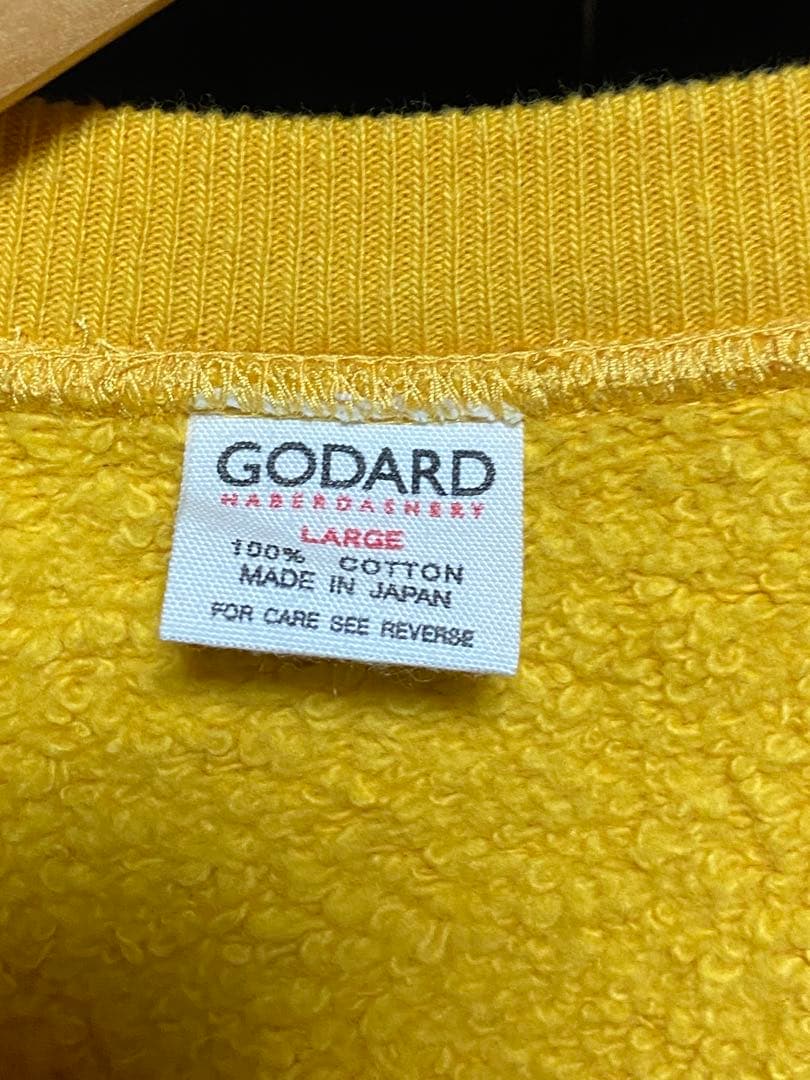 GODARD
HABERDASHERY
LARGE
100% COTTON
MADE IN JAPAN
FOR CARE SEE REVERSE